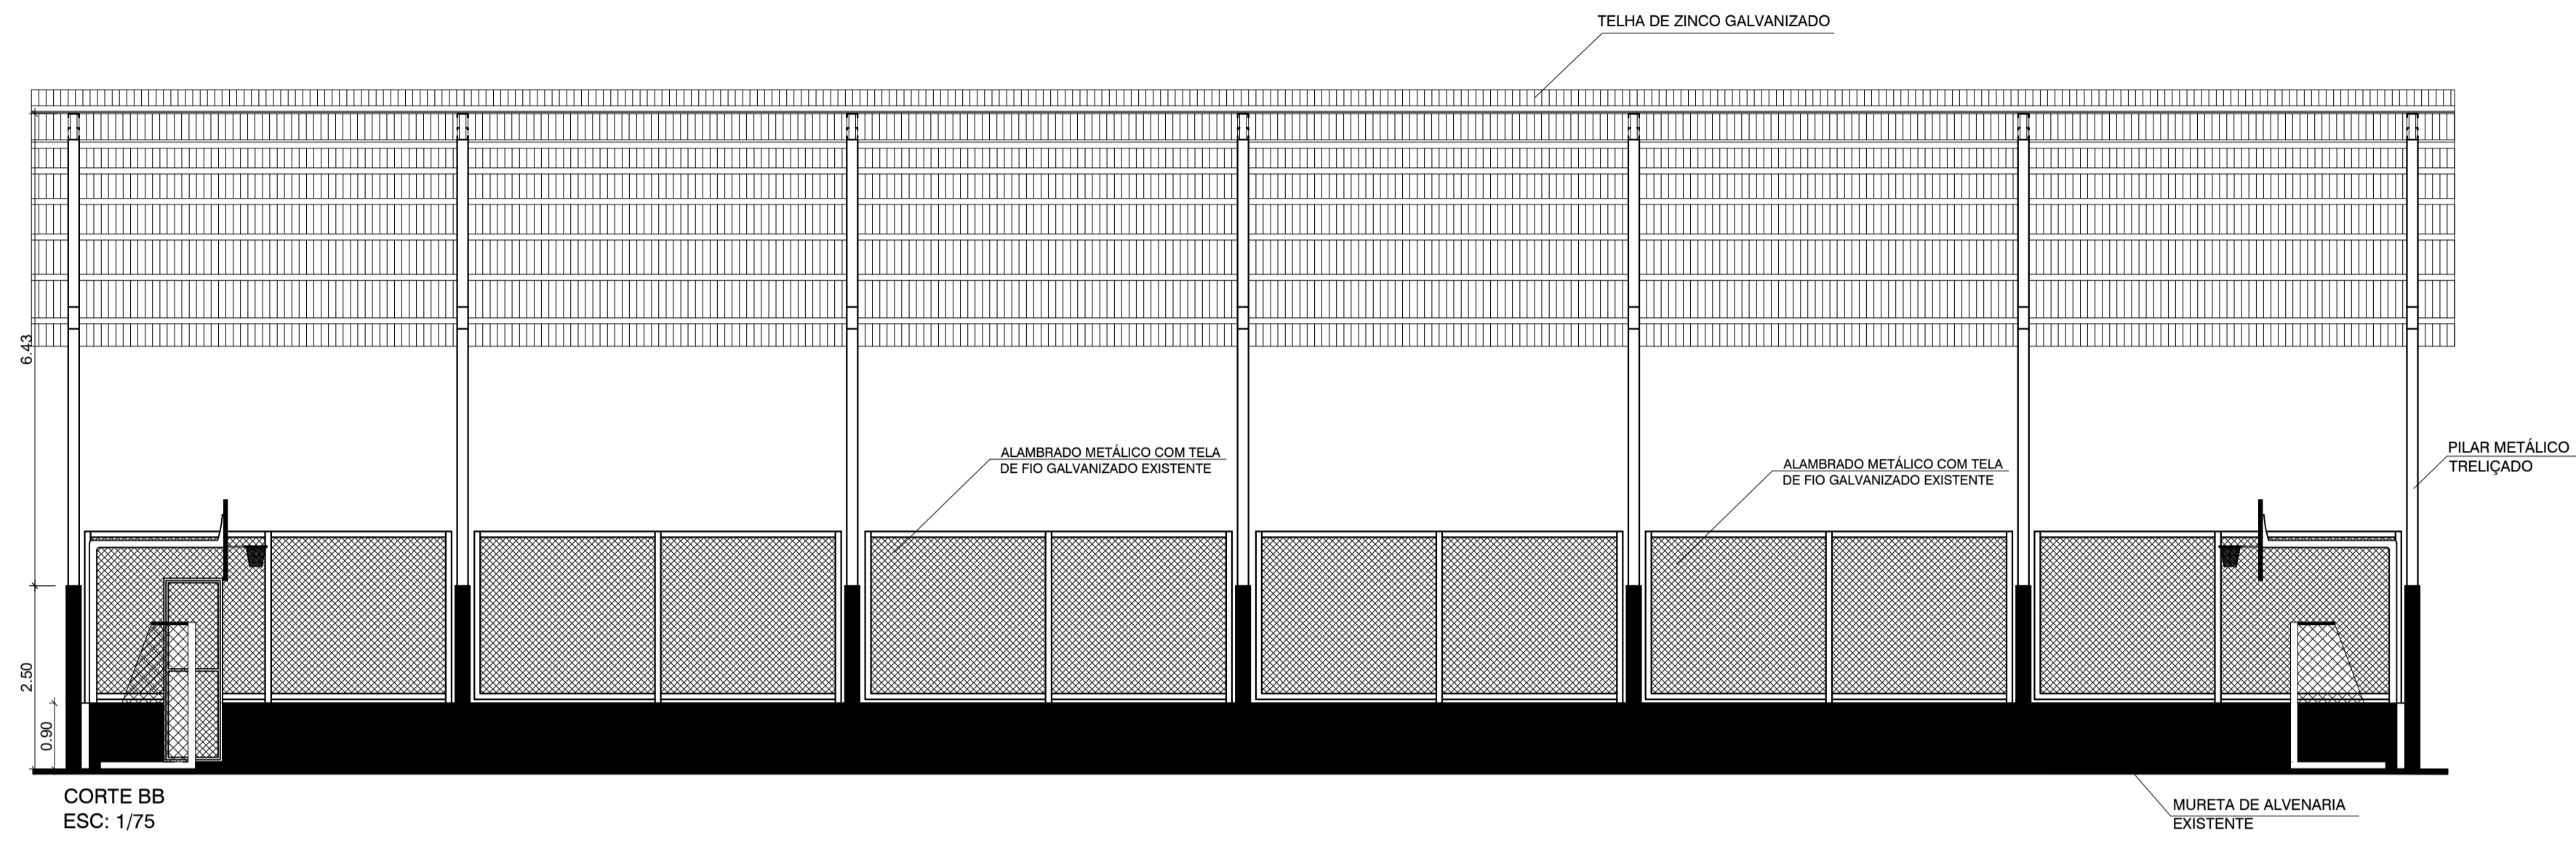 TELHA DE ZINCO GALVANIZADO
6.43
ALAMBRADO METÁLICO COM TELA
DE FIO GALVANIZADO EXISTENTE
ALAMBRADO METÁLICO COM TELA
DE FIO GALVANIZADO EXISTENTE
PILAR METÁLICO
TRELIÇADO
2.50
0.90
CORTE BB
ESC: 1/75
MURETA DE ALVENARIA
EXISTENTE